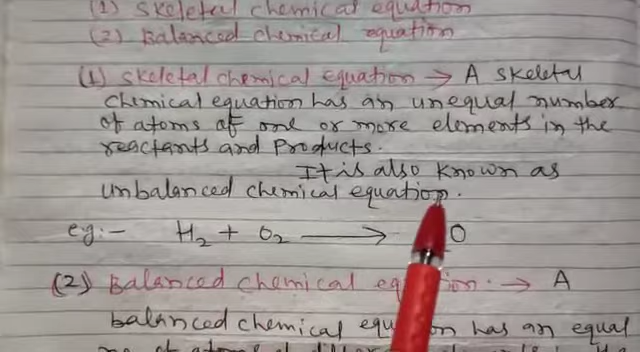 (1) Skeletal chemical equation
(2) Balanced chemical equation
(1) Skeletal chemical equation → A skeletal
chemical equation has an unequal number
of atoms of one or more elements in the
reactants and Products.
It is also known as
unbalanced chemical equation.
eg:- H₂ + O₂ ⟶ O
(2) Balanced chemical eq ion. → A
balanced chemical equ n has an equal